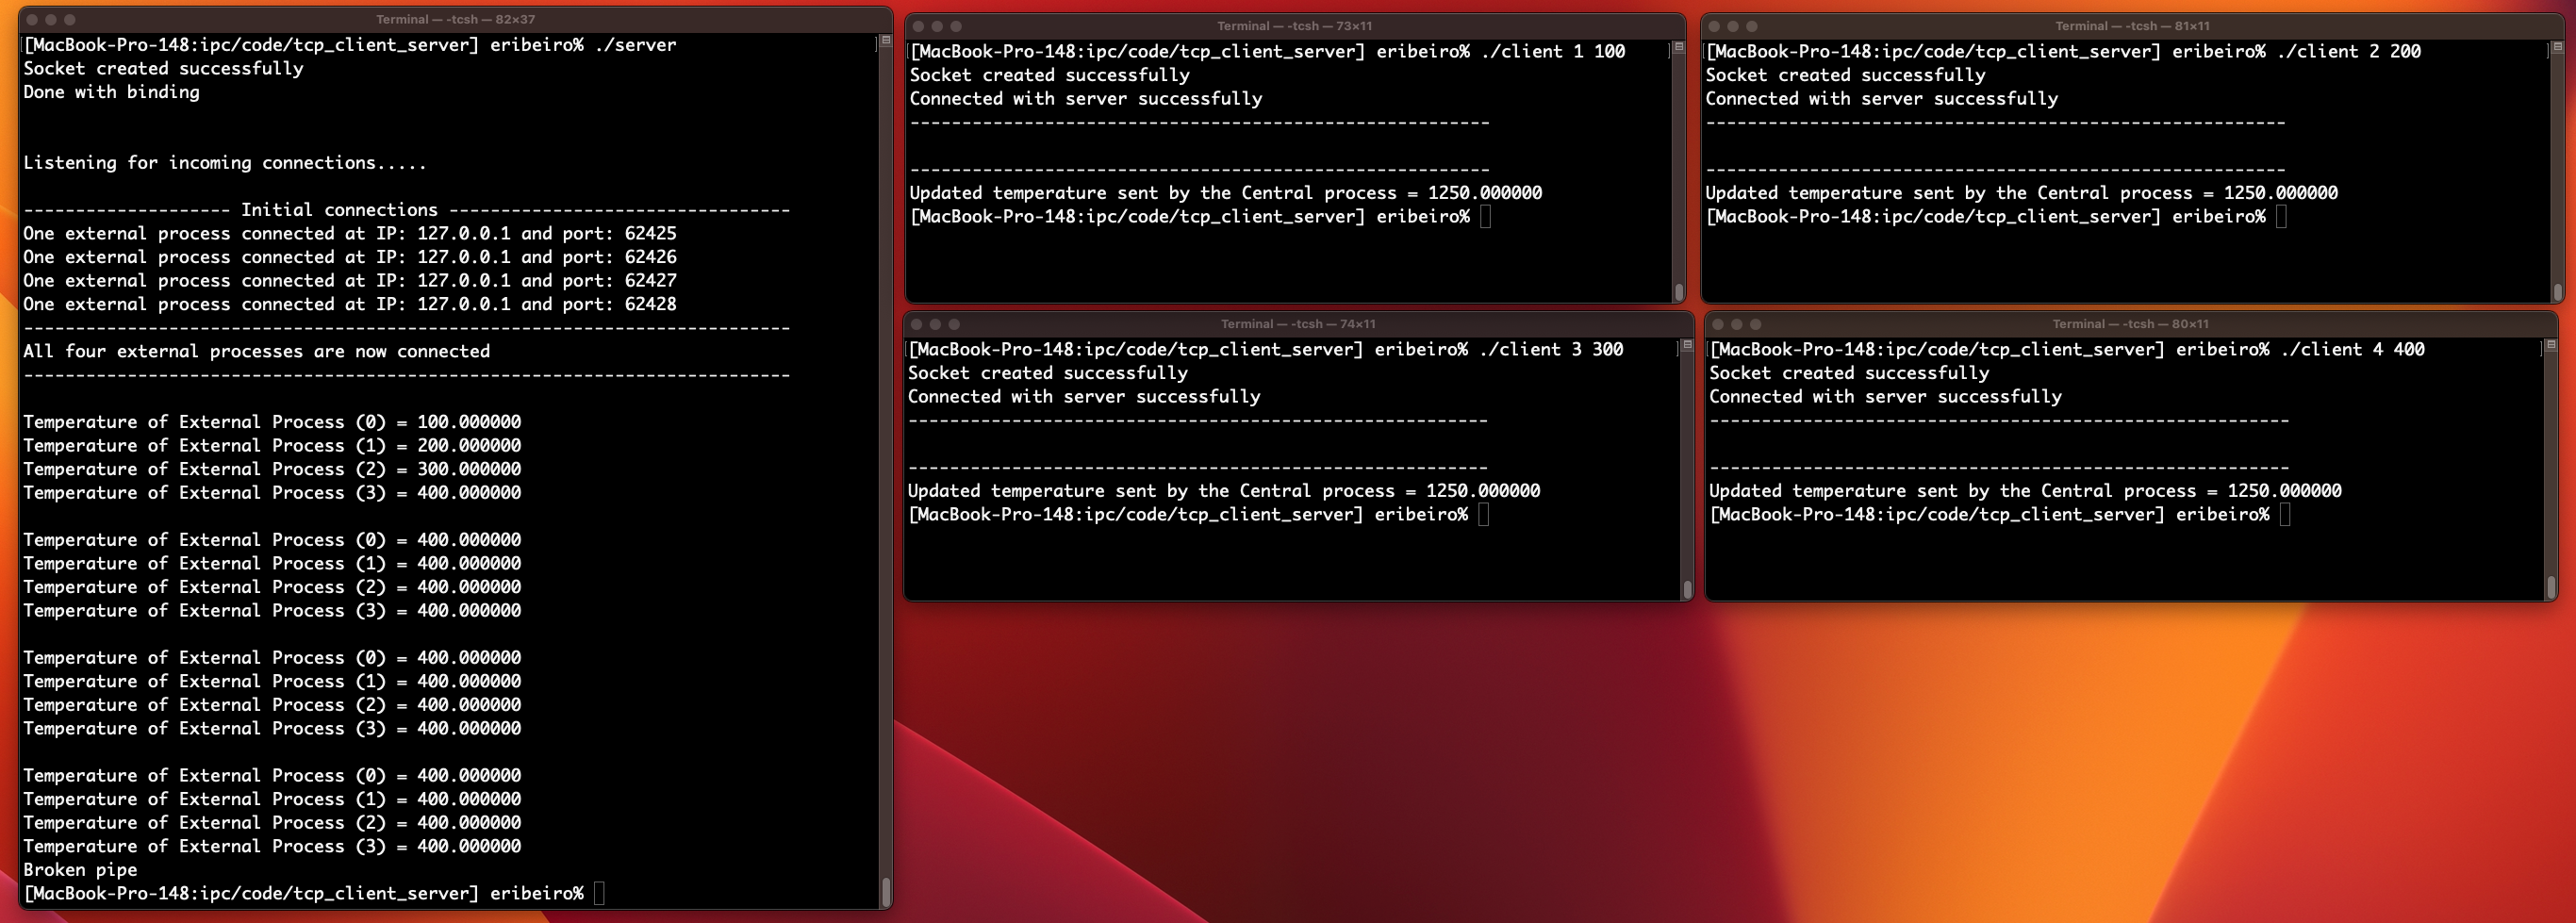 Terminal — -tcsh — 82×37
[MacBook-Pro-148:ipc/code/tcp_client_server] eribeiro% ./server
Socket created successfully
Done with binding
Listening for incoming connections.....
-------------------- Initial connections ---------------------------------
One external process connected at IP: 127.0.0.1 and port: 62425
One external process connected at IP: 127.0.0.1 and port: 62426
One external process connected at IP: 127.0.0.1 and port: 62427
One external process connected at IP: 127.0.0.1 and port: 62428
--------------------------------------------------------------------------
All four external processes are now connected
--------------------------------------------------------------------------
Temperature of External Process (0) = 100.000000
Temperature of External Process (1) = 200.000000
Temperature of External Process (2) = 300.000000
Temperature of External Process (3) = 400.000000
Temperature of External Process (0) = 400.000000
Temperature of External Process (1) = 400.000000
Temperature of External Process (2) = 400.000000
Temperature of External Process (3) = 400.000000
Temperature of External Process (0) = 400.000000
Temperature of External Process (1) = 400.000000
Temperature of External Process (2) = 400.000000
Temperature of External Process (3) = 400.000000
Temperature of External Process (0) = 400.000000
Temperature of External Process (1) = 400.000000
Temperature of External Process (2) = 400.000000
Temperature of External Process (3) = 400.000000
Broken pipe
[MacBook-Pro-148:ipc/code/tcp_client_server] eribeiro%
Terminal — -tcsh — 73×11
[MacBook-Pro-148:ipc/code/tcp_client_server] eribeiro% ./client 1 100
Socket created successfully
Connected with server successfully
--------------------------------------------------------
--------------------------------------------------------
Updated temperature sent by the Central process = 1250.000000
[MacBook-Pro-148:ipc/code/tcp_client_server] eribeiro%
Terminal — -tcsh — 81×11
[MacBook-Pro-148:ipc/code/tcp_client_server] eribeiro% ./client 2 200
Socket created successfully
Connected with server successfully
--------------------------------------------------------
--------------------------------------------------------
Updated temperature sent by the Central process = 1250.000000
[MacBook-Pro-148:ipc/code/tcp_client_server] eribeiro%
Terminal — -tcsh — 74×11
[MacBook-Pro-148:ipc/code/tcp_client_server] eribeiro% ./client 3 300
Socket created successfully
Connected with server successfully
--------------------------------------------------------
--------------------------------------------------------
Updated temperature sent by the Central process = 1250.000000
[MacBook-Pro-148:ipc/code/tcp_client_server] eribeiro%
Terminal — -tcsh — 80×11
[MacBook-Pro-148:ipc/code/tcp_client_server] eribeiro% ./client 4 400
Socket created successfully
Connected with server successfully
--------------------------------------------------------
--------------------------------------------------------
Updated temperature sent by the Central process = 1250.000000
[MacBook-Pro-148:ipc/code/tcp_client_server] eribeiro%